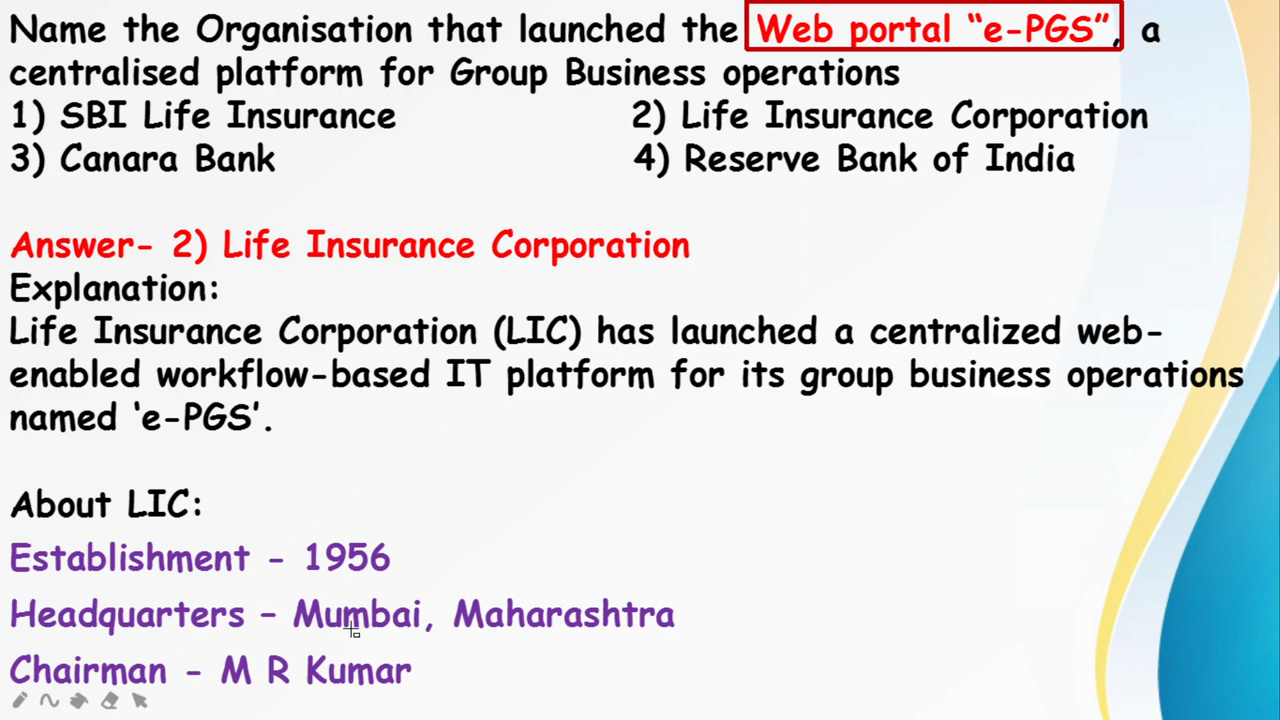 Name the Organisation that launched the Web portal “e-PGS”, a
centralised platform for Group Business operations
1) SBI Life Insurance 2) Life Insurance Corporation
3) Canara Bank 4) Reserve Bank of India
Answer- 2) Life Insurance Corporation
Explanation:
Life Insurance Corporation (LIC) has launched a centralized web-
enabled workflow-based IT platform for its group business operations
named ‘e-PGS’.
About LIC:
Establishment - 1956
Headquarters – Mumbai, Maharashtra
Chairman - M R Kumar